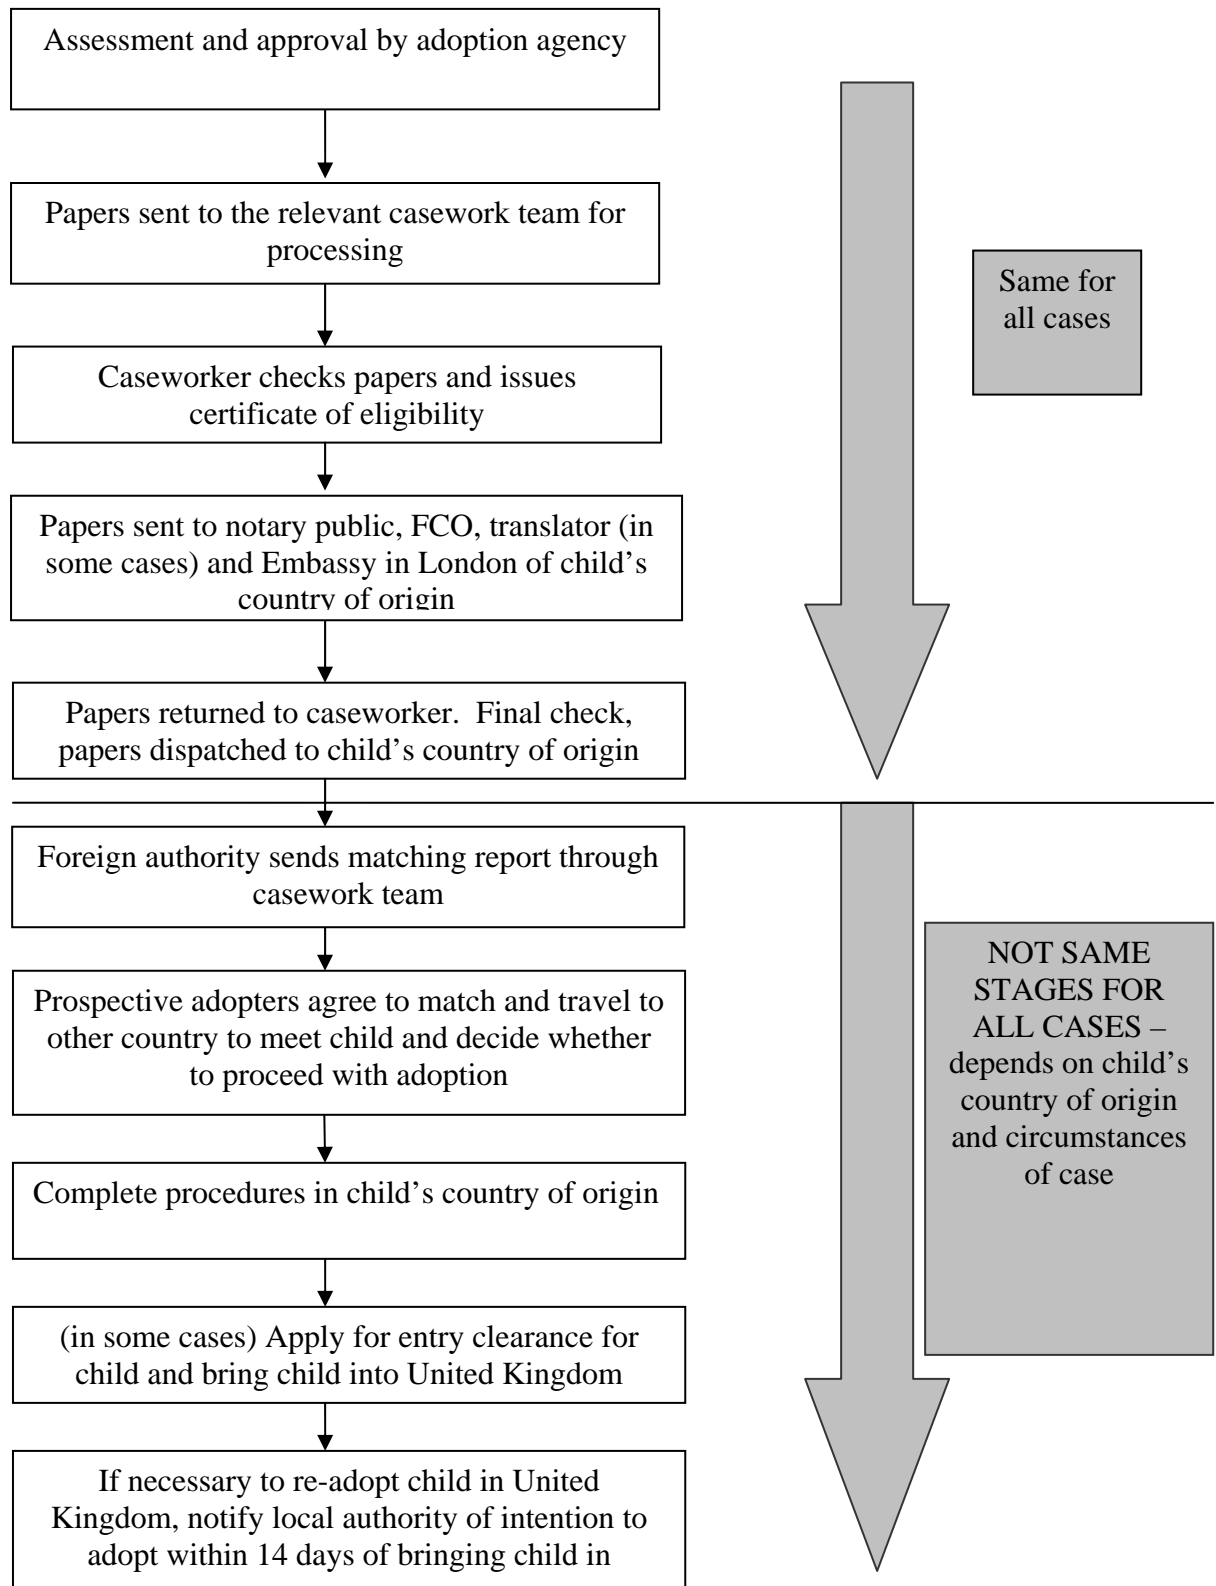 Assessment and approval by adoption agency
Papers sent to the relevant casework team for
processing
Same for
all cases
Caseworker checks papers and issues
certificate of eligibility
Papers sent to notary public, FCO, translator (in
some cases) and Embassy in London of child’s
country of origin
Papers returned to caseworker.  Final check,
papers dispatched to child’s country of origin
Foreign authority sends matching report through
casework team
Prospective adopters agree to match and travel to
other country to meet child and decide whether
to proceed with adoption
NOT SAME
STAGES FOR
ALL CASES –
depends on child’s
country of origin
and circumstances
of case
Complete procedures in child’s country of origin
(in some cases) Apply for entry clearance for
child and bring child into United Kingdom
If necessary to re-adopt child in United
Kingdom, notify local authority of intention to
adopt within 14 days of bringing child in